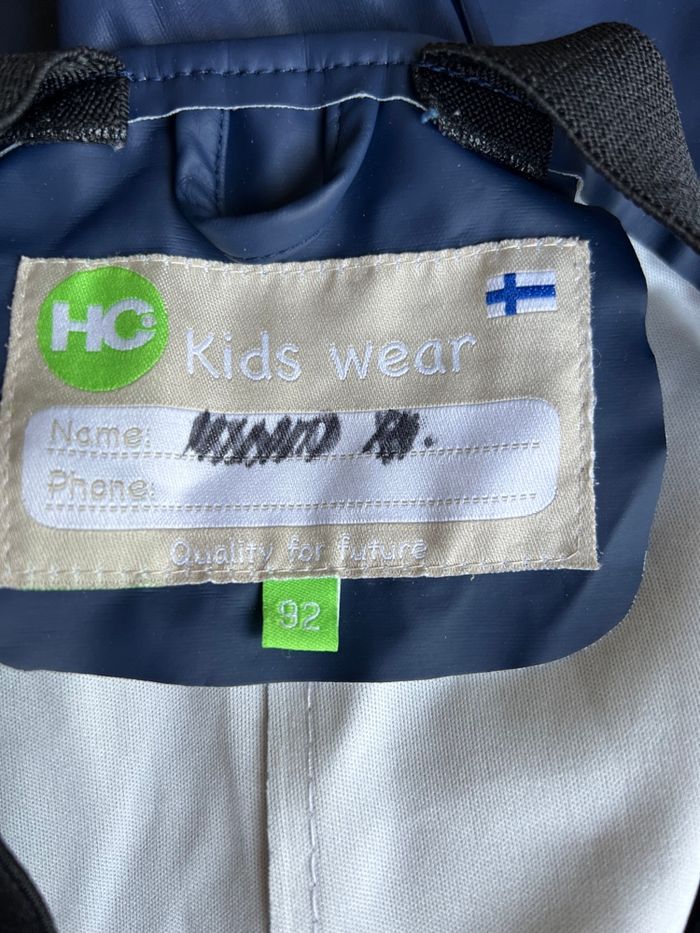 HC
Kids wear
Name:
Phone:
Quality for future
92